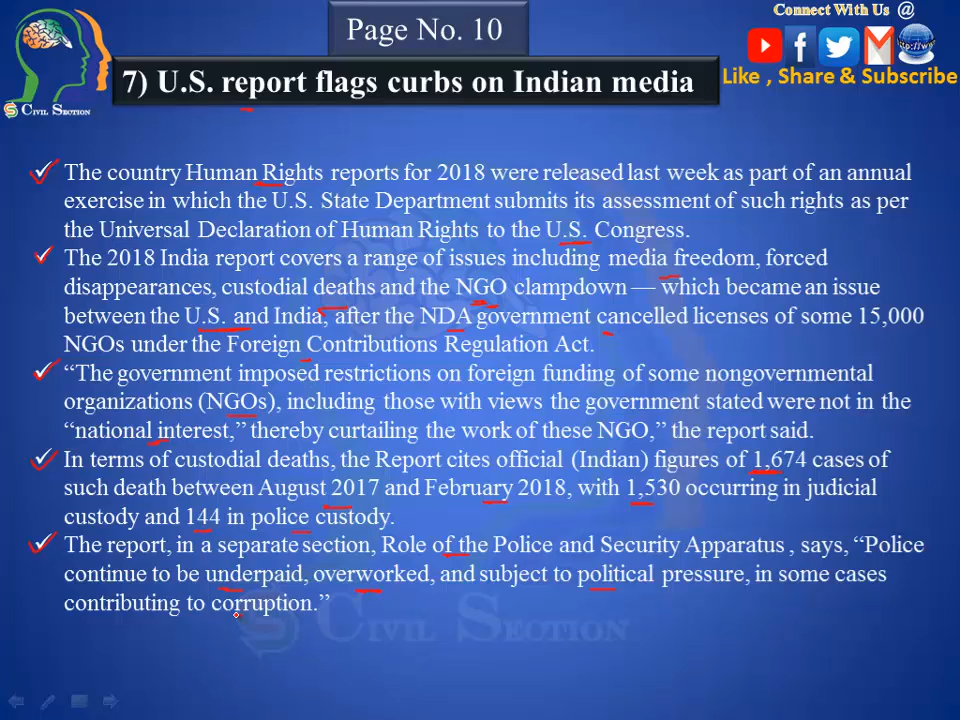 Page No. 10
Connect With Us @
http://www
7) U.S. report flags curbs on Indian media
Like , Share & Subscribe
CIVIL SECTION
The country Human Rights reports for 2018 were released last week as part of an annual
exercise in which the U.S. State Department submits its assessment of such rights as per
the Universal Declaration of Human Rights to the U.S. Congress.
The 2018 India report covers a range of issues including media freedom, forced
disappearances, custodial deaths and the NGO clampdown — which became an issue
between the U.S. and India, after the NDA government cancelled licenses of some 15,000
NGOs under the Foreign Contributions Regulation Act.
“The government imposed restrictions on foreign funding of some nongovernmental
organizations (NGOs), including those with views the government stated were not in the
“national interest,” thereby curtailing the work of these NGO,” the report said.
In terms of custodial deaths, the Report cites official (Indian) figures of 1,674 cases of
such death between August 2017 and February 2018, with 1,530 occurring in judicial
custody and 144 in police custody.
The report, in a separate section, Role of the Police and Security Apparatus , says, “Police
continue to be underpaid, overworked, and subject to political pressure, in some cases
contributing to corruption.”
CIVIL SECTION